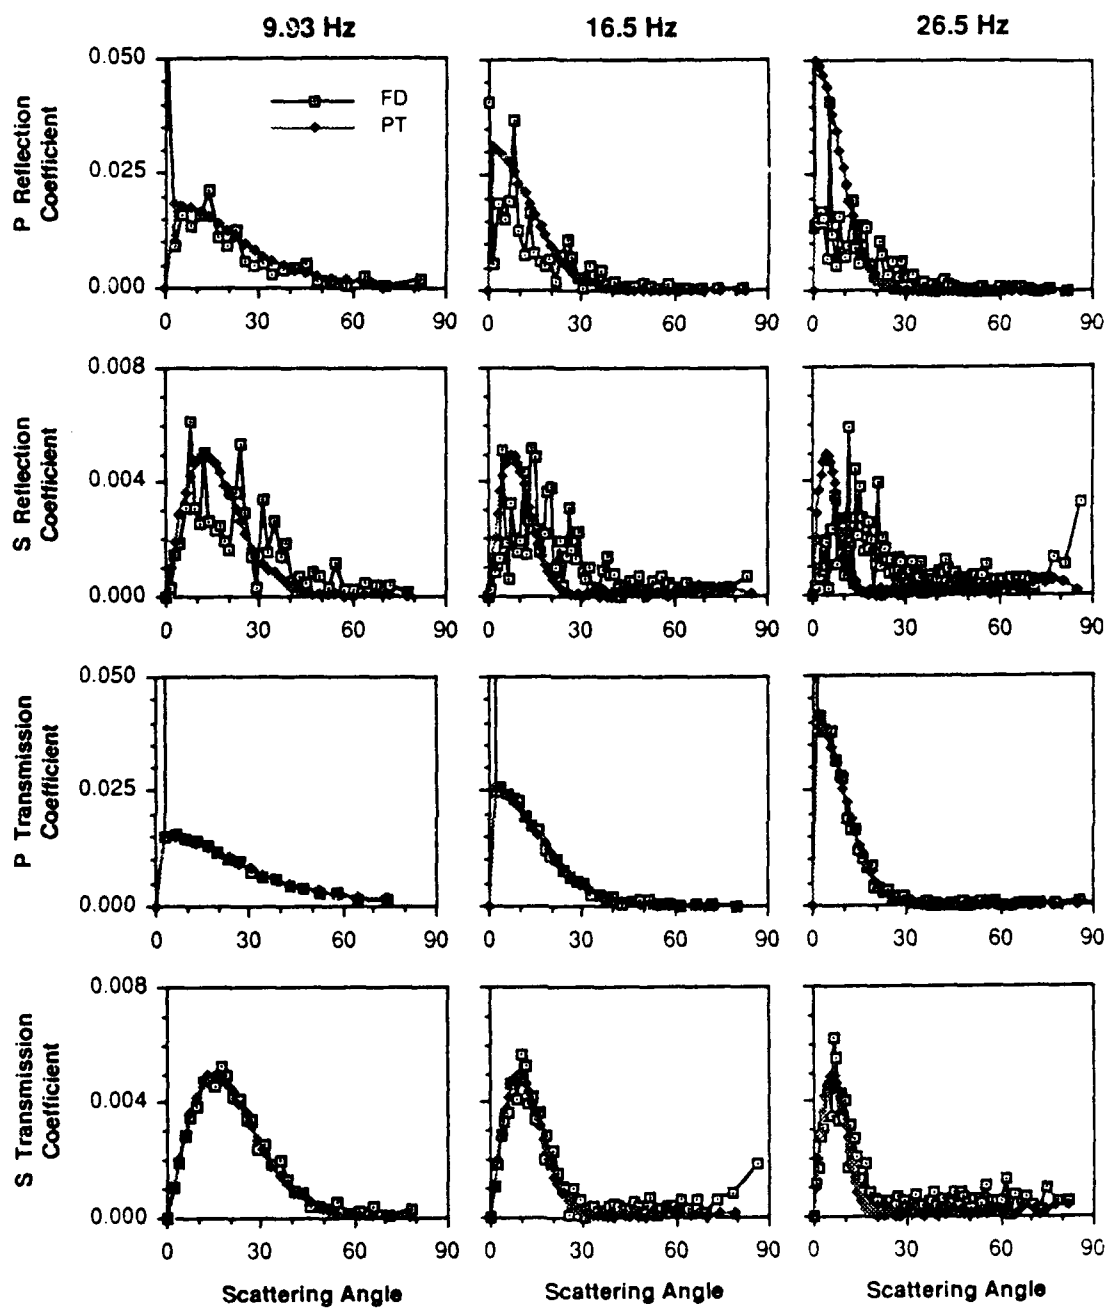 9.93 Hz 16.5 Hz 26.5 Hz
P Reflection
Coefficient
0.050
0.025
0.000
FD
PT
0 30 60 90 0 30 60 90 0 30 60 90
S Reflection
Coefficient
0.008
0.004
0.000
0 30 60 90 0 30 60 90 0 30 60 90
P Transmission
Coefficient
0.050
0.025
0.000
0 30 60 90 0 30 60 90 0 30 60 90
S Transmission
Coefficient
0.008
0.004
0.000
0 30 60 90 0 30 60 90 0 30 60 90
Scattering Angle Scattering Angle Scattering Angle